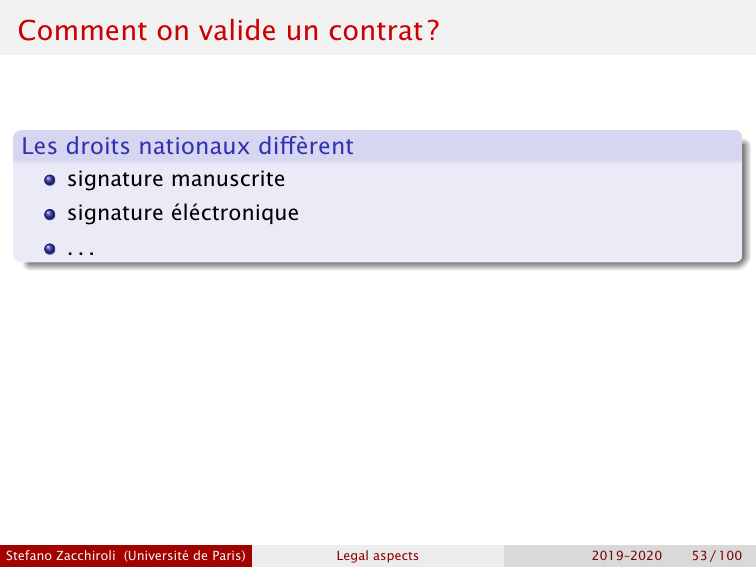 Comment on valide un contrat ?
Les droits nationaux diffèrent
signature manuscrite
signature éléctronique
...
Stefano Zacchiroli (Université de Paris) Legal aspects 2019–2020 53 / 100